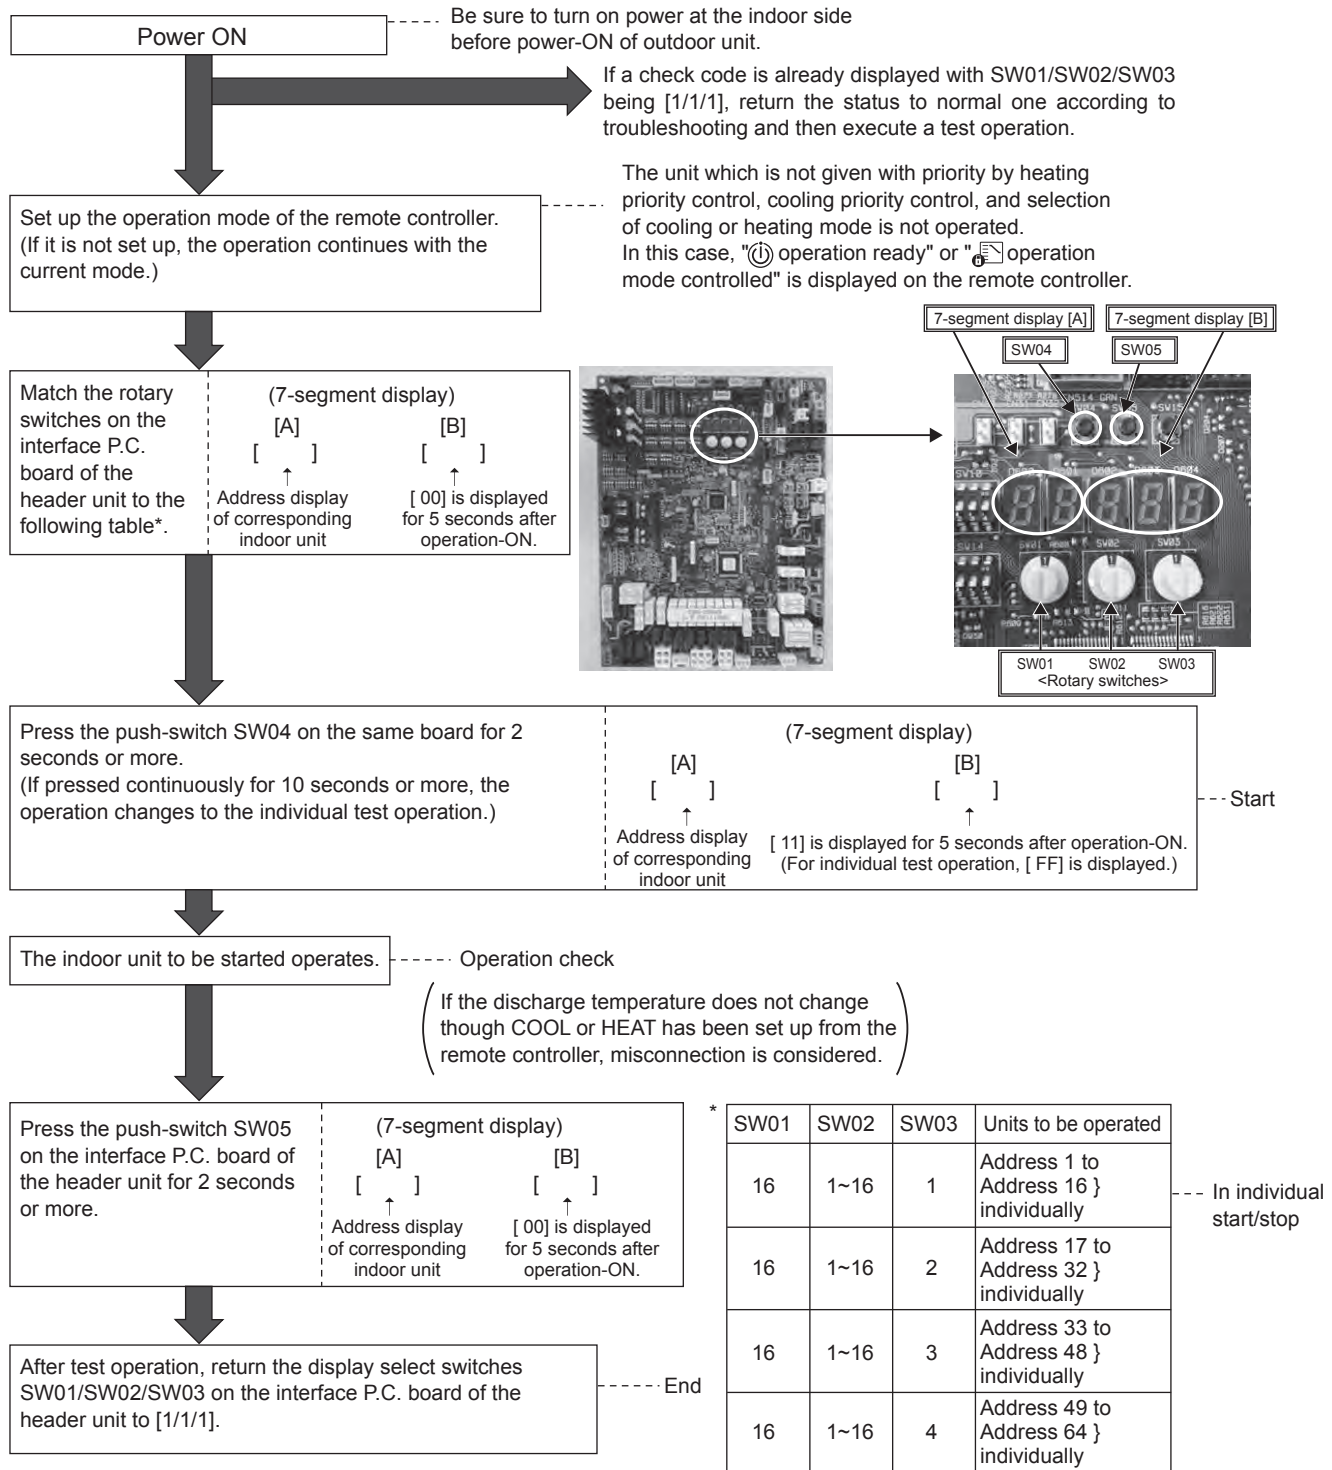 Power ON
Be sure to turn on power at the indoor side
before power-ON of outdoor unit.
If a check code is already displayed with SW01/SW02/SW03
being [1/1/1], return the status to normal one according to
troubleshooting and then execute a test operation.
Set up the operation mode of the remote controller.
(If it is not set up, the operation continues with the
current mode.)
The unit which is not given with priority by heating
priority control, cooling priority control, and selection
of cooling or heating mode is not operated.
In this case, " operation ready" or " operation
mode controlled" is displayed on the remote controller.
Match the rotary
switches on the
interface P.C.
board of the
header unit to the
following table*.
(7-segment display)
[A] [B]
[ ] [ ]
Address display
of corresponding
indoor unit
[ 00] is displayed
for 5 seconds after
operation-ON.
7-segment display [A] 7-segment display [B]
SW04 SW05
SW01 SW02 SW03
<Rotary switches>
Press the push-switch SW04 on the same board for 2
seconds or more.
(If pressed continuously for 10 seconds or more, the
operation changes to the individual test operation.)
(7-segment display)
[A] [B]
[ ] [ ]
Address display
of corresponding
indoor unit
[ 11] is displayed for 5 seconds after operation-ON.
(For individual test operation, [ FF] is displayed.)
Start
The indoor unit to be started operates.
Operation check
If the discharge temperature does not change
though COOL or HEAT has been set up from the
remote controller, misconnection is considered.
Press the push-switch SW05
on the interface P.C. board of
the header unit for 2 seconds
or more.
(7-segment display)
[A] [B]
[ ] [ ]
Address display
of corresponding
indoor unit
[ 00] is displayed
for 5 seconds after
operation-ON.
After test operation, return the display select switches
SW01/SW02/SW03 on the interface P.C. board of the
header unit to [1/1/1].
End
*
SW01 SW02 SW03 Units to be operated
16 1~16 1 Address 1 to
Address 16 }
individually
16 1~16 2 Address 17 to
Address 32 }
individually
16 1~16 3 Address 33 to
Address 48 }
individually
16 1~16 4 Address 49 to
Address 64 }
individually
In individual
start/stop